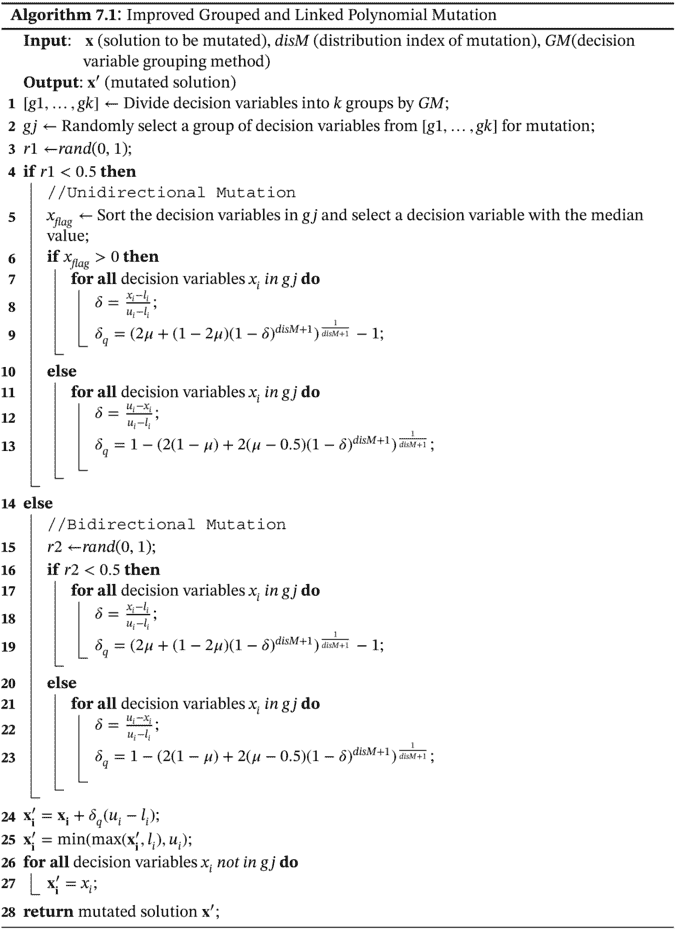 Algorithm 7.1: Improved Grouped and Linked Polynomial Mutation
Input: x (solution to be mutated), disM (distribution index of mutation), GM(decision
variable grouping method)
Output: x′ (mutated solution)
1 [g1, … , gk] ← Divide decision variables into k groups by GM;
2 gj ← Randomly select a group of decision variables from [g1, … , gk] for mutation;
3 r1 ←rand(0, 1);
4 if r1 < 0.5 then
//Unidirectional Mutation
5 x_flag ← Sort the decision variables in gj and select a decision variable with the median
value;
6 if x_flag > 0 then
7 for all decision variables x_i in gj do
8 δ = (x_i−l_i)/(u_i−l_i);
9 δ_q = (2μ + (1 − 2μ)(1 − δ)^{disM+1})^{1/(disM+1)} − 1;
10 else
11 for all decision variables x_i in gj do
12 δ = (u_i−x_i)/(u_i−l_i);
13 δ_q = 1 − (2(1 − μ) + 2(μ − 0.5)(1 − δ)^{disM+1})^{1/(disM+1)};
14 else
//Bidirectional Mutation
15 r2 ←rand(0, 1);
16 if r2 < 0.5 then
17 for all decision variables x_i in gj do
18 δ = (x_i−l_i)/(u_i−l_i);
19 δ_q = (2μ + (1 − 2μ)(1 − δ)^{disM+1})^{1/(disM+1)} − 1;
20 else
21 for all decision variables x_i in gj do
22 δ = (u_i−x_i)/(u_i−l_i);
23 δ_q = 1 − (2(1 − μ) + 2(μ − 0.5)(1 − δ)^{disM+1})^{1/(disM+1)};
24 x′_i = x_i + δ_q(u_i − l_i);
25 x′_i = min(max(x′_i, l_i), u_i);
26 for all decision variables x_i not in gj do
27 x′_i = x_i;
28 return mutated solution x′;